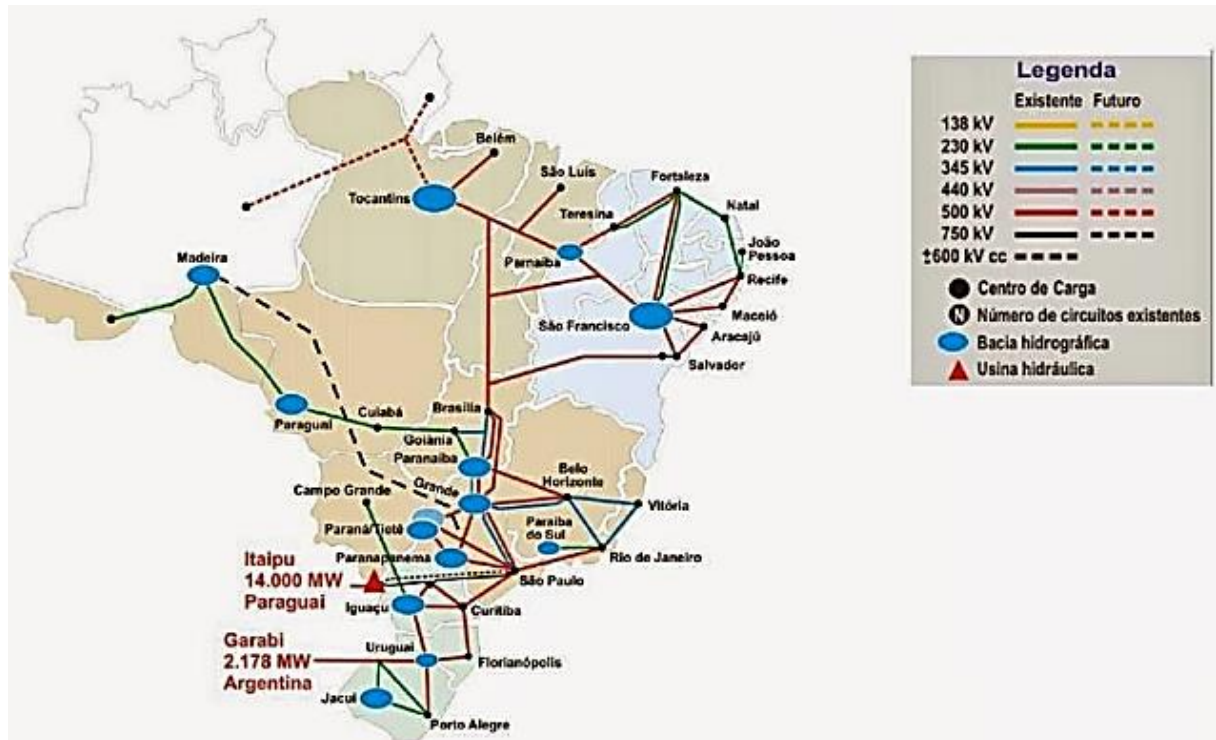 Legenda
Existente Futuro
138 kV
230 kV
345 kV
440 kV
500 kV
750 kV
±600 kV cc
Centro de Carga
N Número de circuitos existentes
Bacia hidrográfica
Usina hidráulica
Belém
São Luis
Tocantins
Fortaleza
Teresina
Natal
João
Pessoa
Parnaiba
Madeira
Recife
Maceió
São Francisco
Aracajú
Salvador
Brasília
Cuiabá
Paraguai
Goiânia
Paranaíba
Belo
Horizonte
Campo Grande
Grande
Vitória
Paraná/Tietê
Paraíba
do Sul
Paranapanema
Rio de Janeiro
Itaipu
14.000 MW
Paraguai
São Paulo
Iguaçu
Curitiba
Garabi
2.178 MW
Argentina
Uruguai
Florianópolis
Jacuí
Porto Alegre